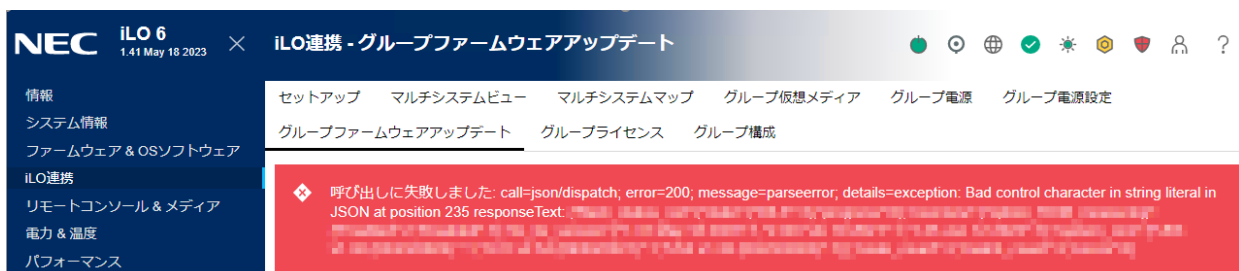 NEC
iLO 6
1.41 May 18 2023
iLO連携 - グループファームウェアアップデート
情報
システム情報
ファームウェア & OSソフトウェア
iLO連携
リモートコンソール & メディア
電力 & 温度
パフォーマンス
セットアップ マルチシステムビュー マルチシステムマップ グループ仮想メディア グループ電源 グループ電源設定
グループファームウェアアップデート グループライセンス グループ構成
呼び出しに失敗しました: call=json/dispatch; error=200; message=parseerror; details=exception: Bad control character in string literal in
JSON at position 235 responseText: